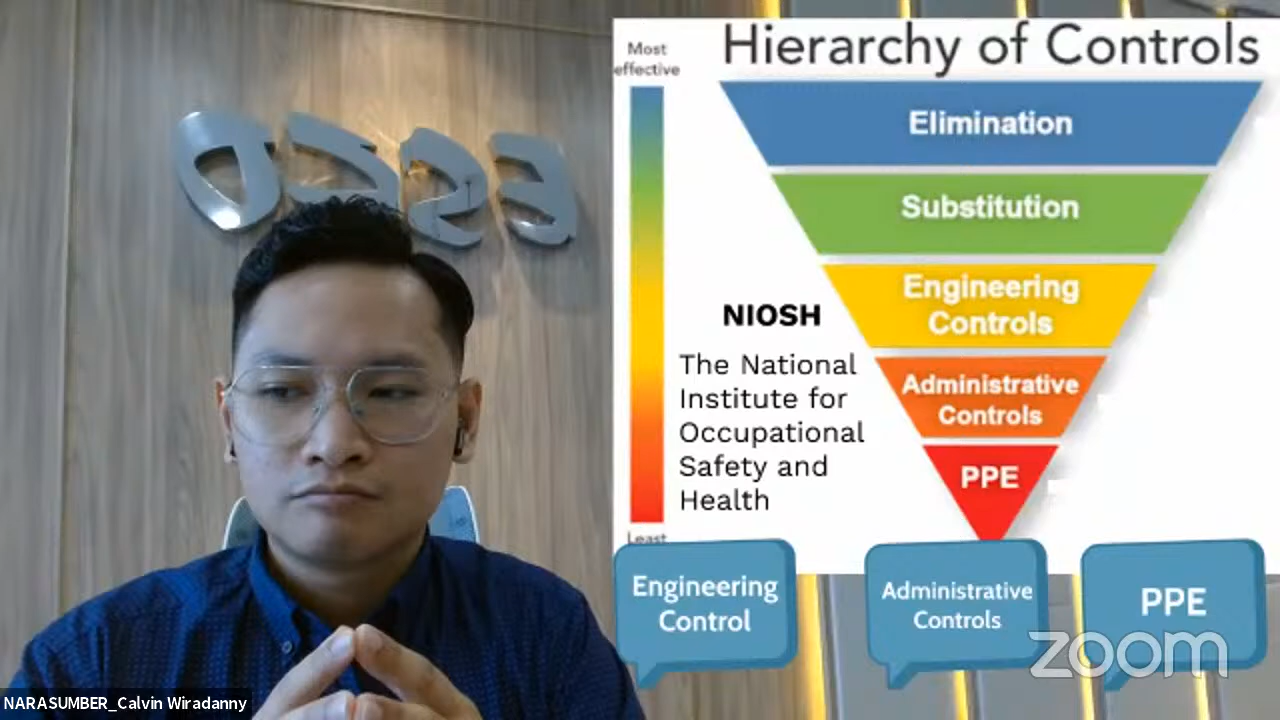 Hierarchy of Controls
Most
effective
Elimination
Substitution
Engineering
Controls
Administrative
Controls
PPE
NIOSH
The National
Institute for
Occupational
Safety and
Health
Least
Engineering
Control
Administrative
Controls
PPE
zoom
NARASUMBER_Calvin Wiradanny